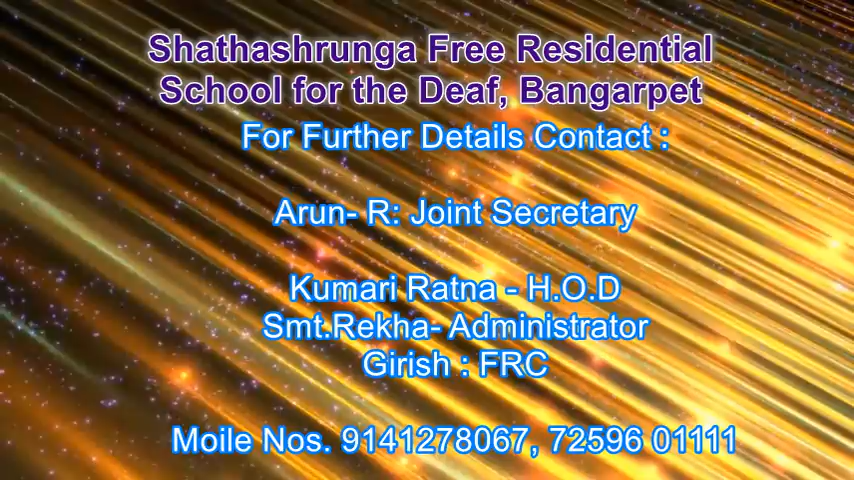 Shathashrunga Free Residential
School for the Deaf, Bangarpet
For Further Details Contact :
Arun- R: Joint Secretary
Kumari Ratna - H.O.D
Smt.Rekha- Administrator
Girish : FRC
Moile Nos. 9141278067, 72596 01111